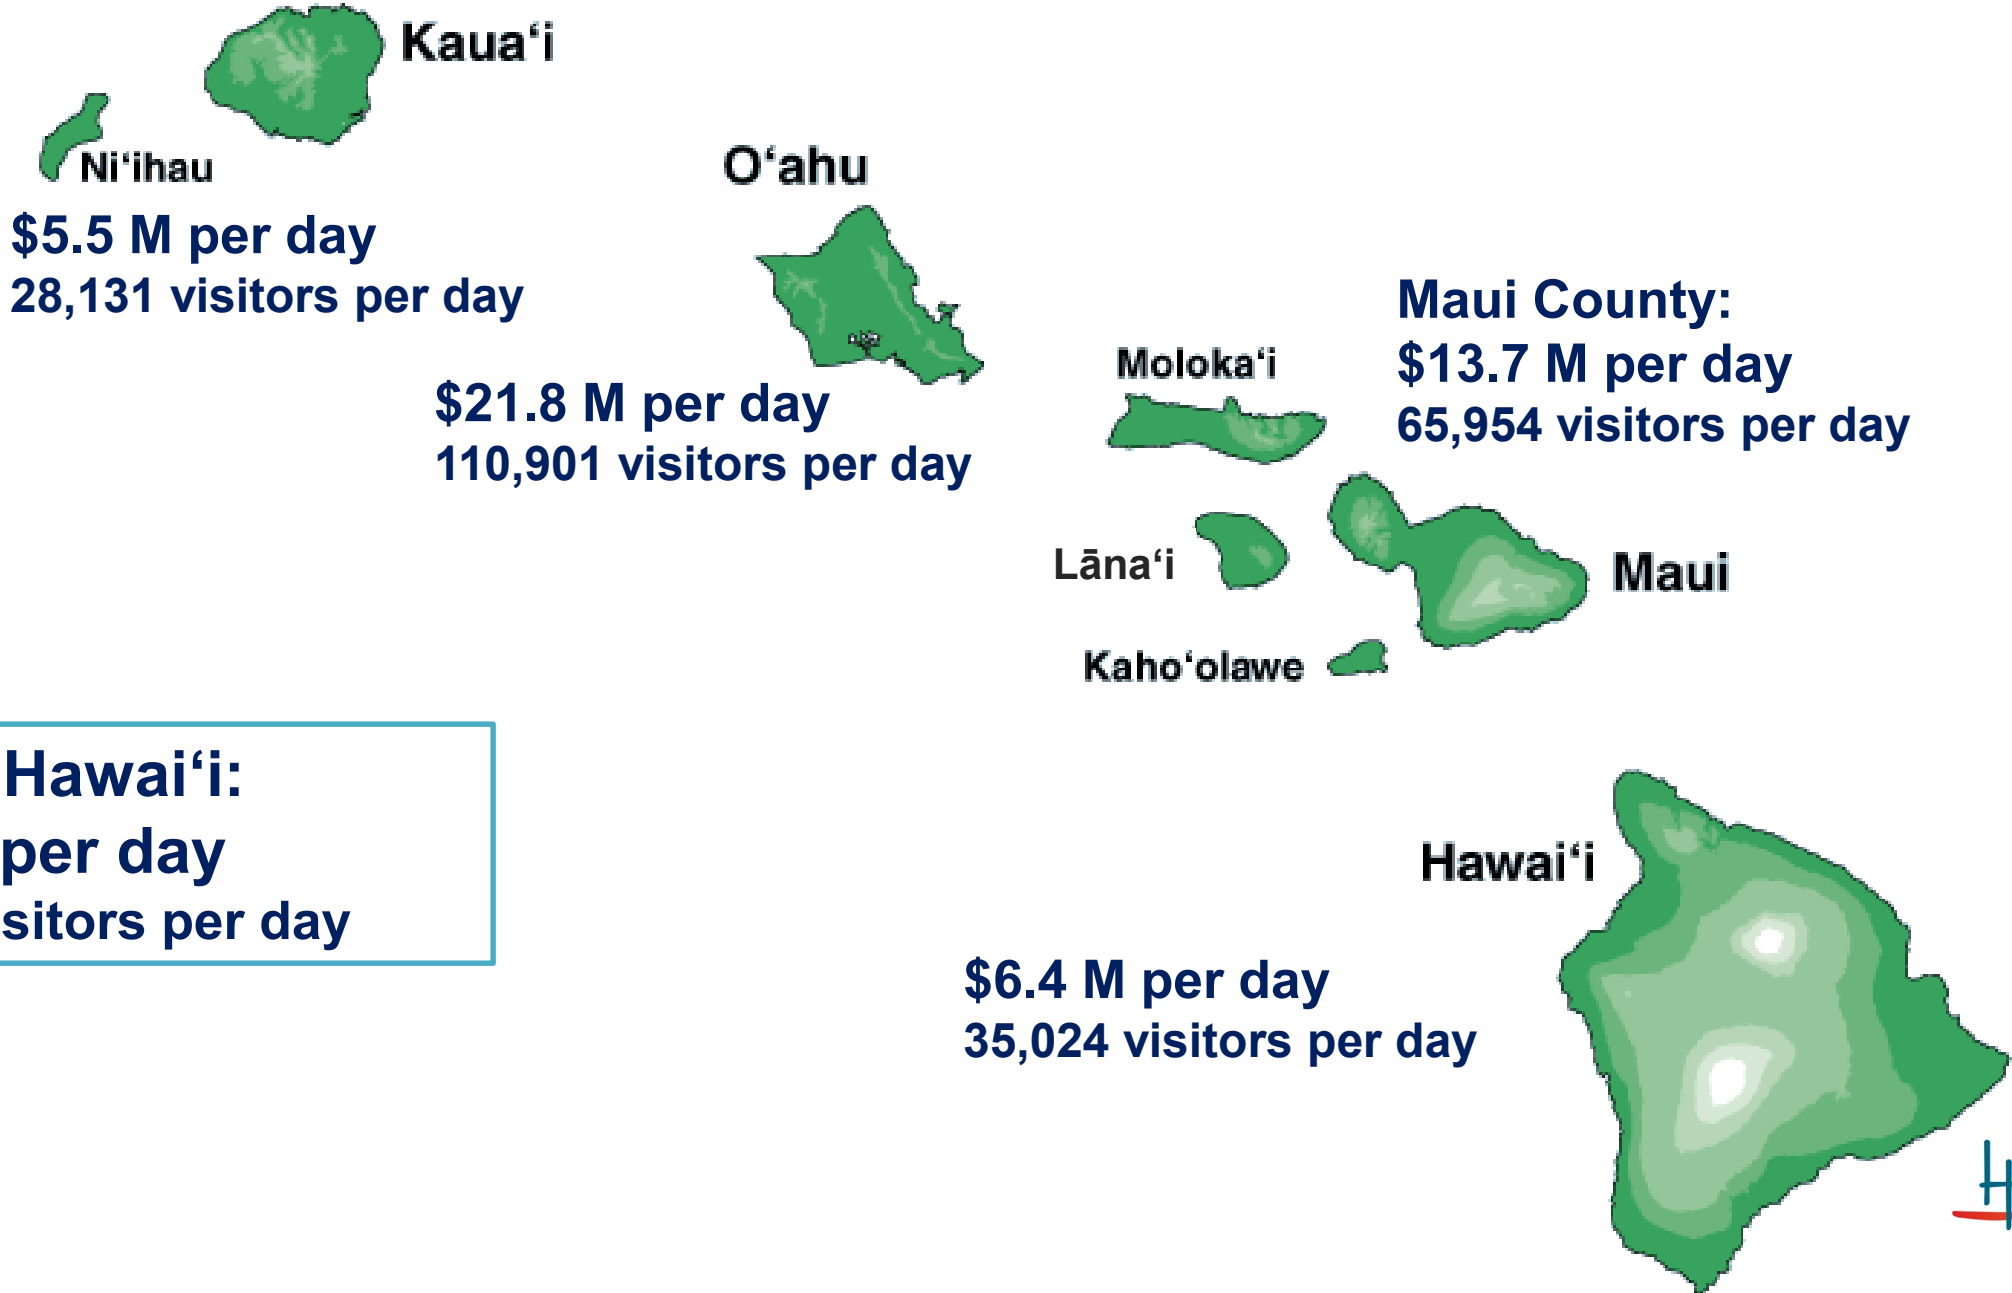 Kauaʻi
Niʻihau
$5.5 M per day
28,131 visitors per day
Oʻahu
$21.8 M per day
110,901 visitors per day
Maui County:
$13.7 M per day
65,954 visitors per day
Molokaʻi
Lānaʻi
Maui
Kahoʻolawe
Hawaiʻi:
per day
sitors per day
Hawaiʻi
$6.4 M per day
35,024 visitors per day
H